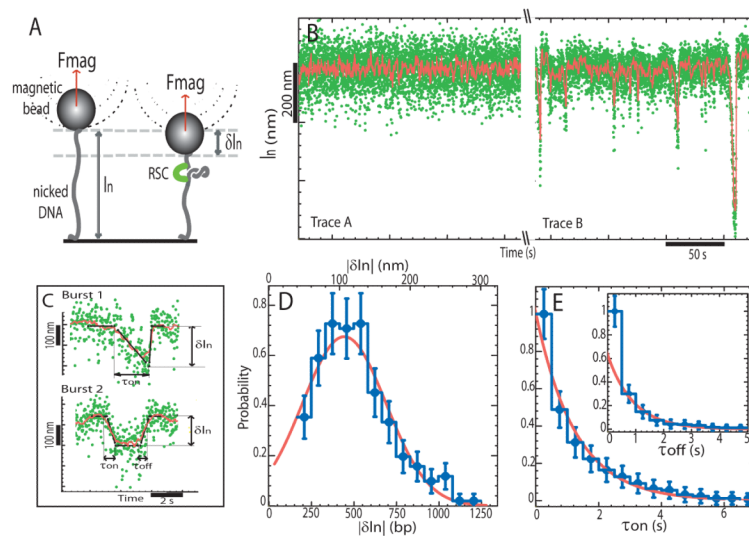 A
Fmag
Fmag
magnetic
bead
δln
ln
RSC
nicked
DNA
B
ln (nm)
200 nm
Trace A
Time (s)
Trace B
50 s
C
Burst 1
100 nm
δln
τon
Burst 2
100 nm
δln
τon
τoff
Time
2 s
|δln| (nm)
0 100 200 300
D
Probability
0.8
0.6
0.4
0.2
0
0 250 500 750 1000 1250
|δln| (bp)
E
1
0.8
0.6
0.4
0.2
0
0 2 4 6
τon (s)
1
0.8
0.6
0.4
0.2
0
0 1 2 3 4 5
τoff (s)